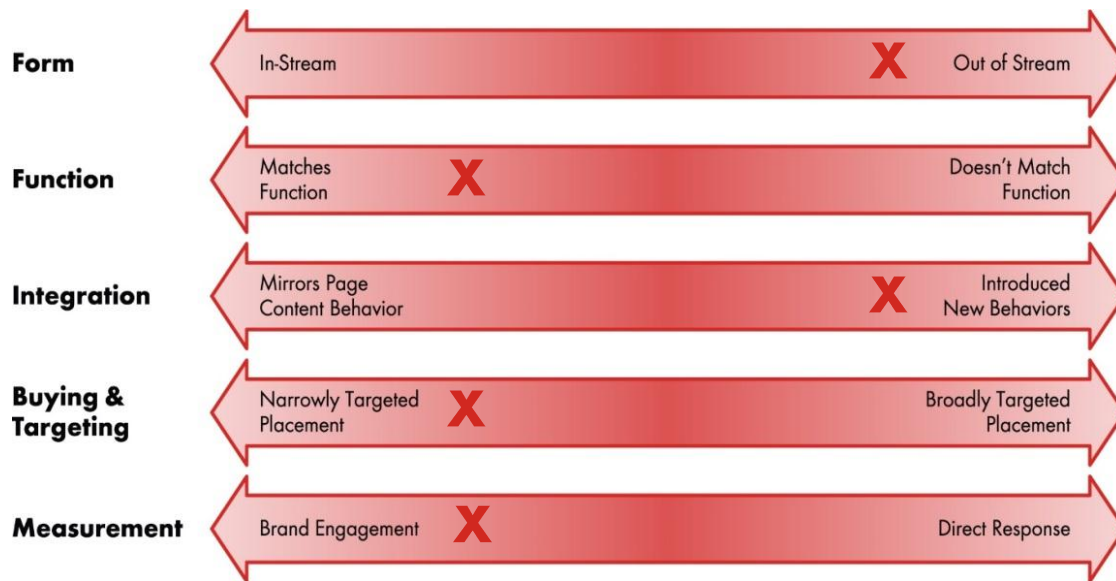 Form
In-Stream
X
Out of Stream
Function
Matches
Function
X
Doesn't Match
Function
Integration
Mirrors Page
Content Behavior
X
Introduced
New Behaviors
Buying &
Targeting
Narrowly Targeted
Placement
X
Broadly Targeted
Placement
Measurement
Brand Engagement
X
Direct Response